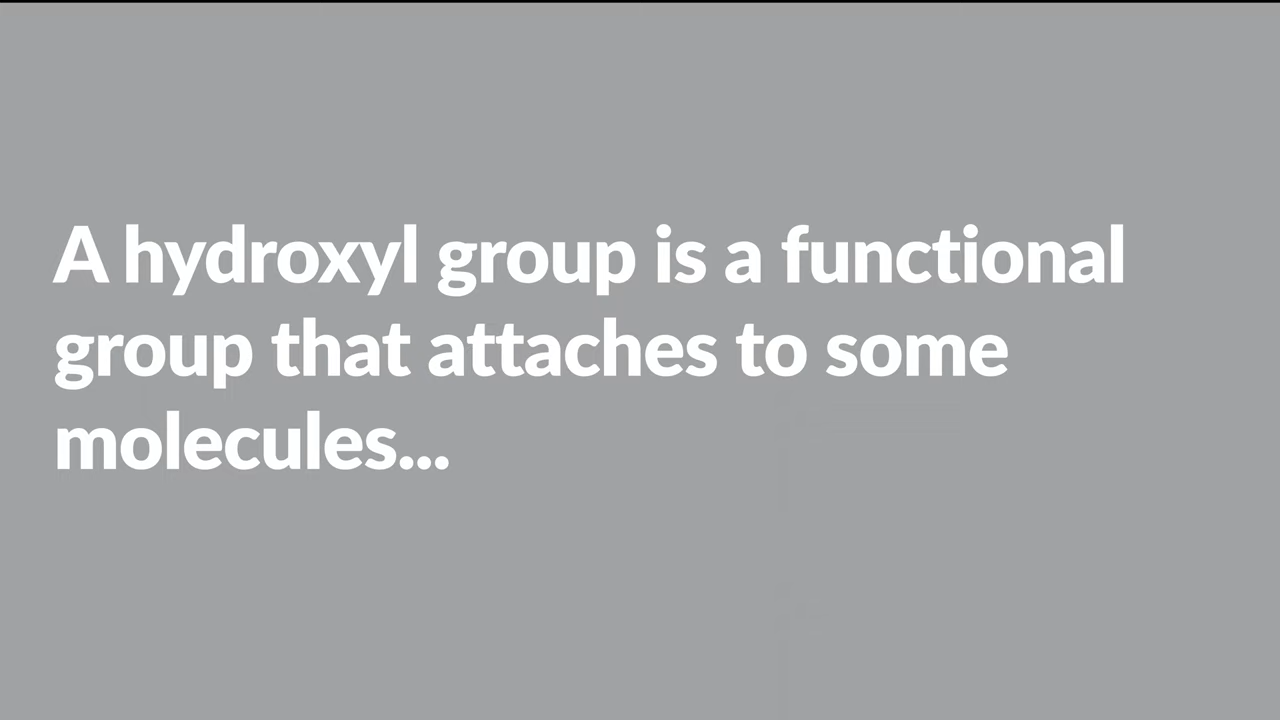 A hydroxyl group is a functional
group that attaches to some
molecules...